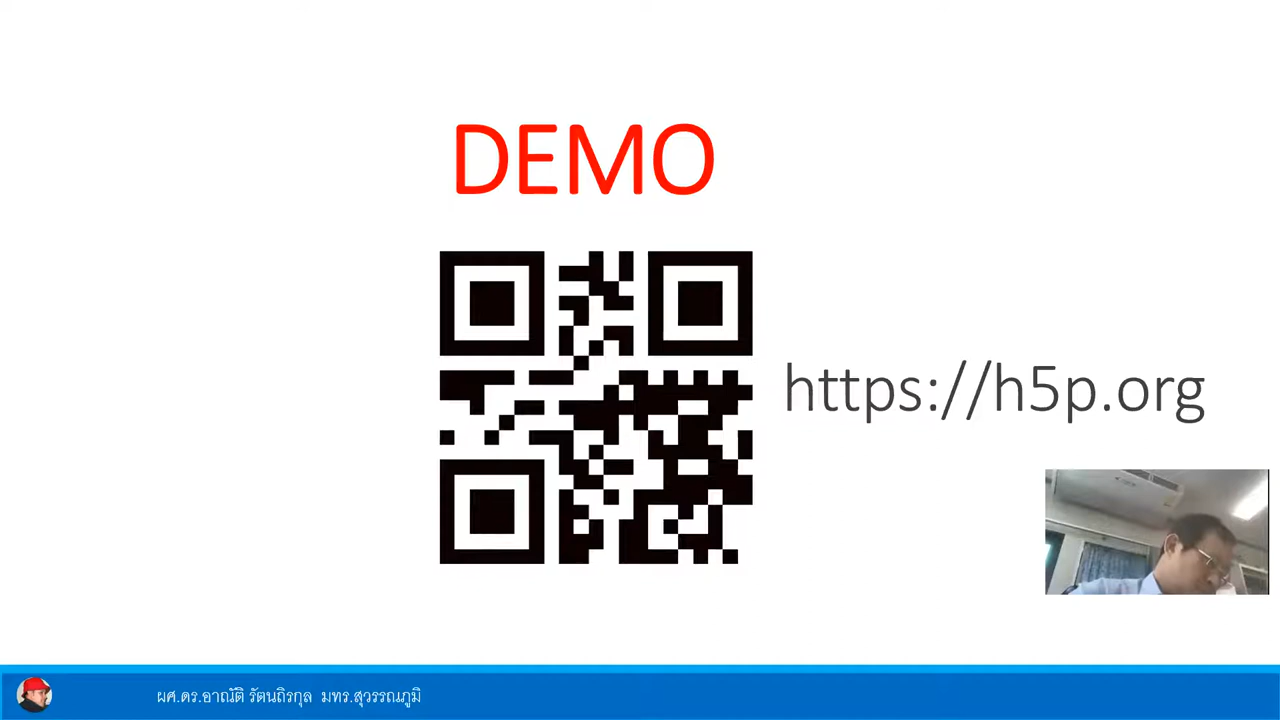 DEMO
https://h5p.org
ผศ.ดร.อาณัติ รัตนถิรกุล มทร.สุวรรณภูมิ